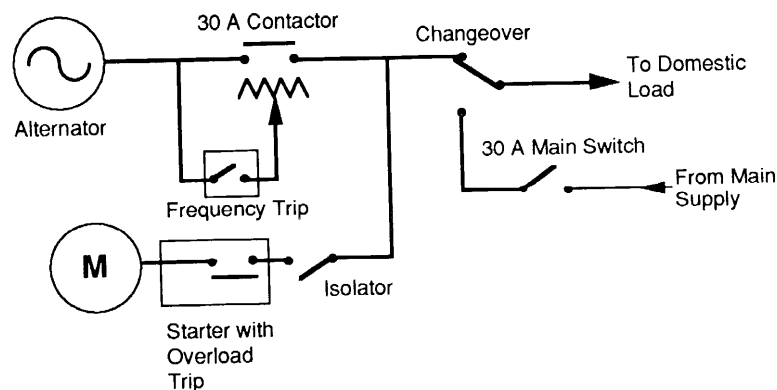 30 A Contactor
Changeover
To Domestic
Load
Alternator
30 A Main Switch
From Main
Supply
Frequency Trip
M
Isolator
Starter with
Overload
Trip